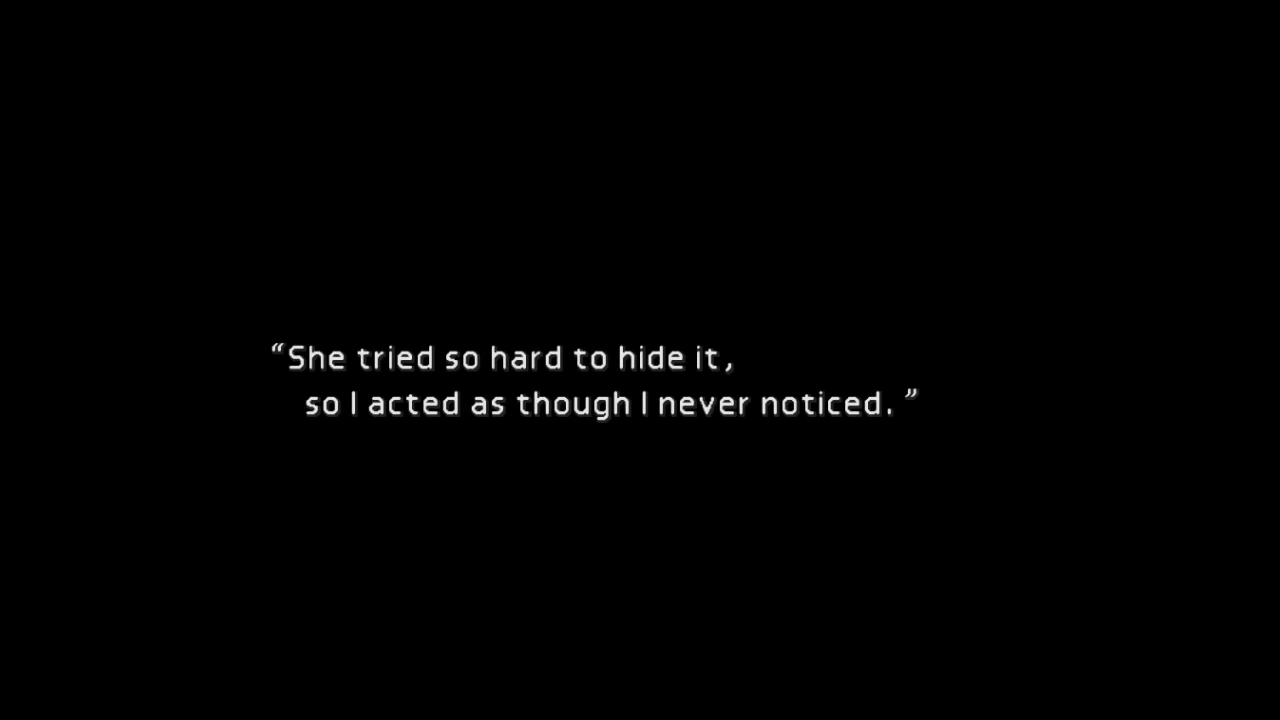 “She tried so hard to hide it,
so I acted as though I never noticed.”